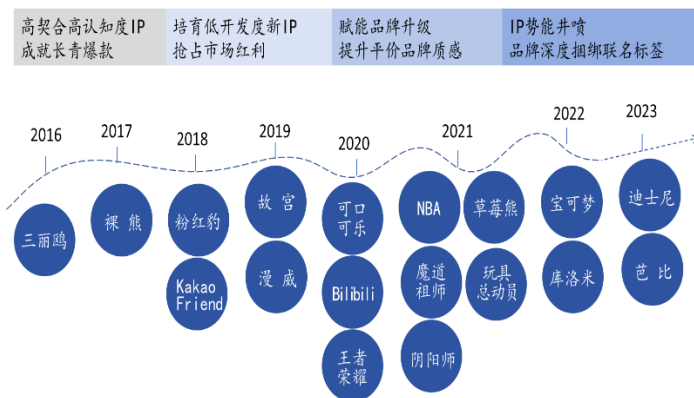 高契合高认知度IP
成就长青爆款
培育低开发度新IP
抢占市场红利
赋能品牌升级
提升平价品牌质感
IP势能井喷
品牌深度捆绑联名标签
2016
2017
2018
2019
2020
2021
2022
2023
三丽鸥
裸熊
粉红豹
Kakao
Friend
故宫
漫威
可口
可乐
Bilibili
王者
荣耀
NBA
魔道
祖师
阴阳师
草莓熊
玩具
总动员
宝可梦
库洛米
迪士尼
芭比